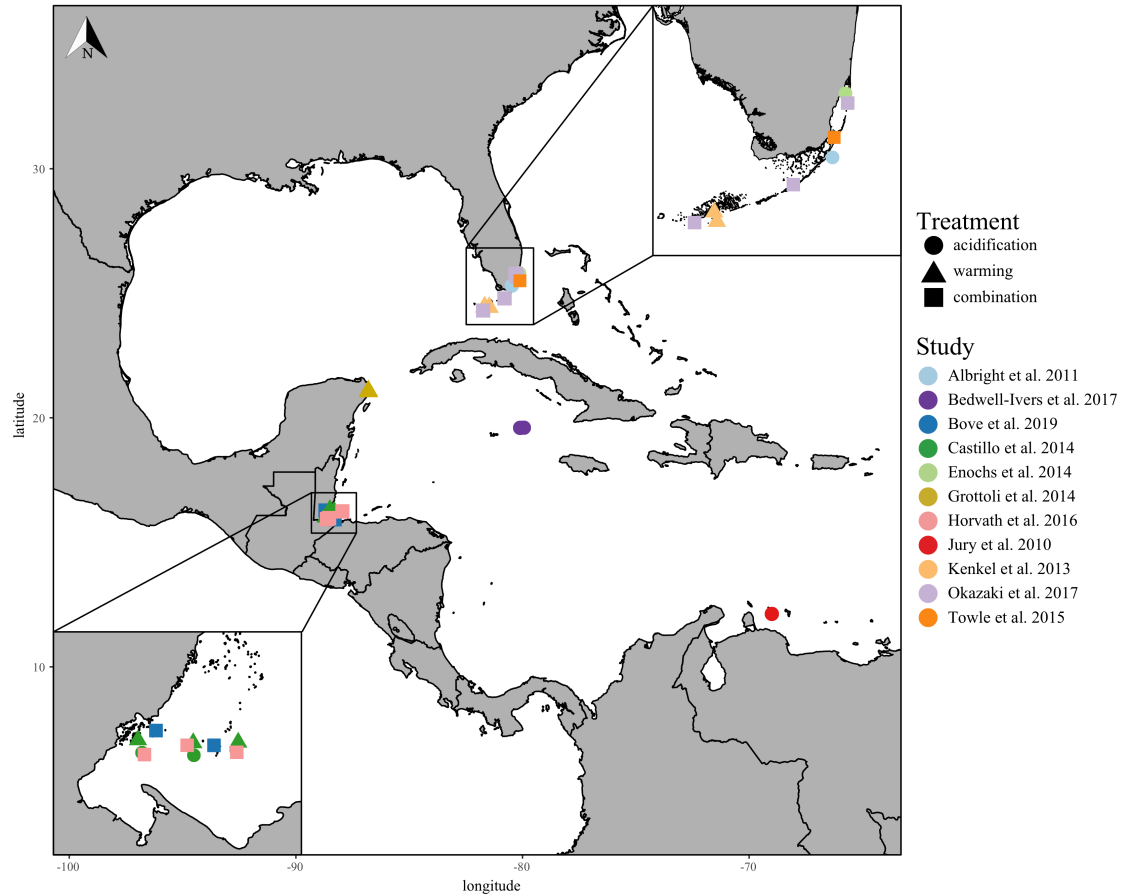 N
30
20
10
latitude
-100
-90
-80
-70
longitude
Treatment
acidification
warming
combination
Study
Albright et al. 2011
Bedwell-Ivers et al. 2017
Bove et al. 2019
Castillo et al. 2014
Enochs et al. 2014
Grottoli et al. 2014
Horvath et al. 2016
Jury et al. 2010
Kenkel et al. 2013
Okazaki et al. 2017
Towle et al. 2015